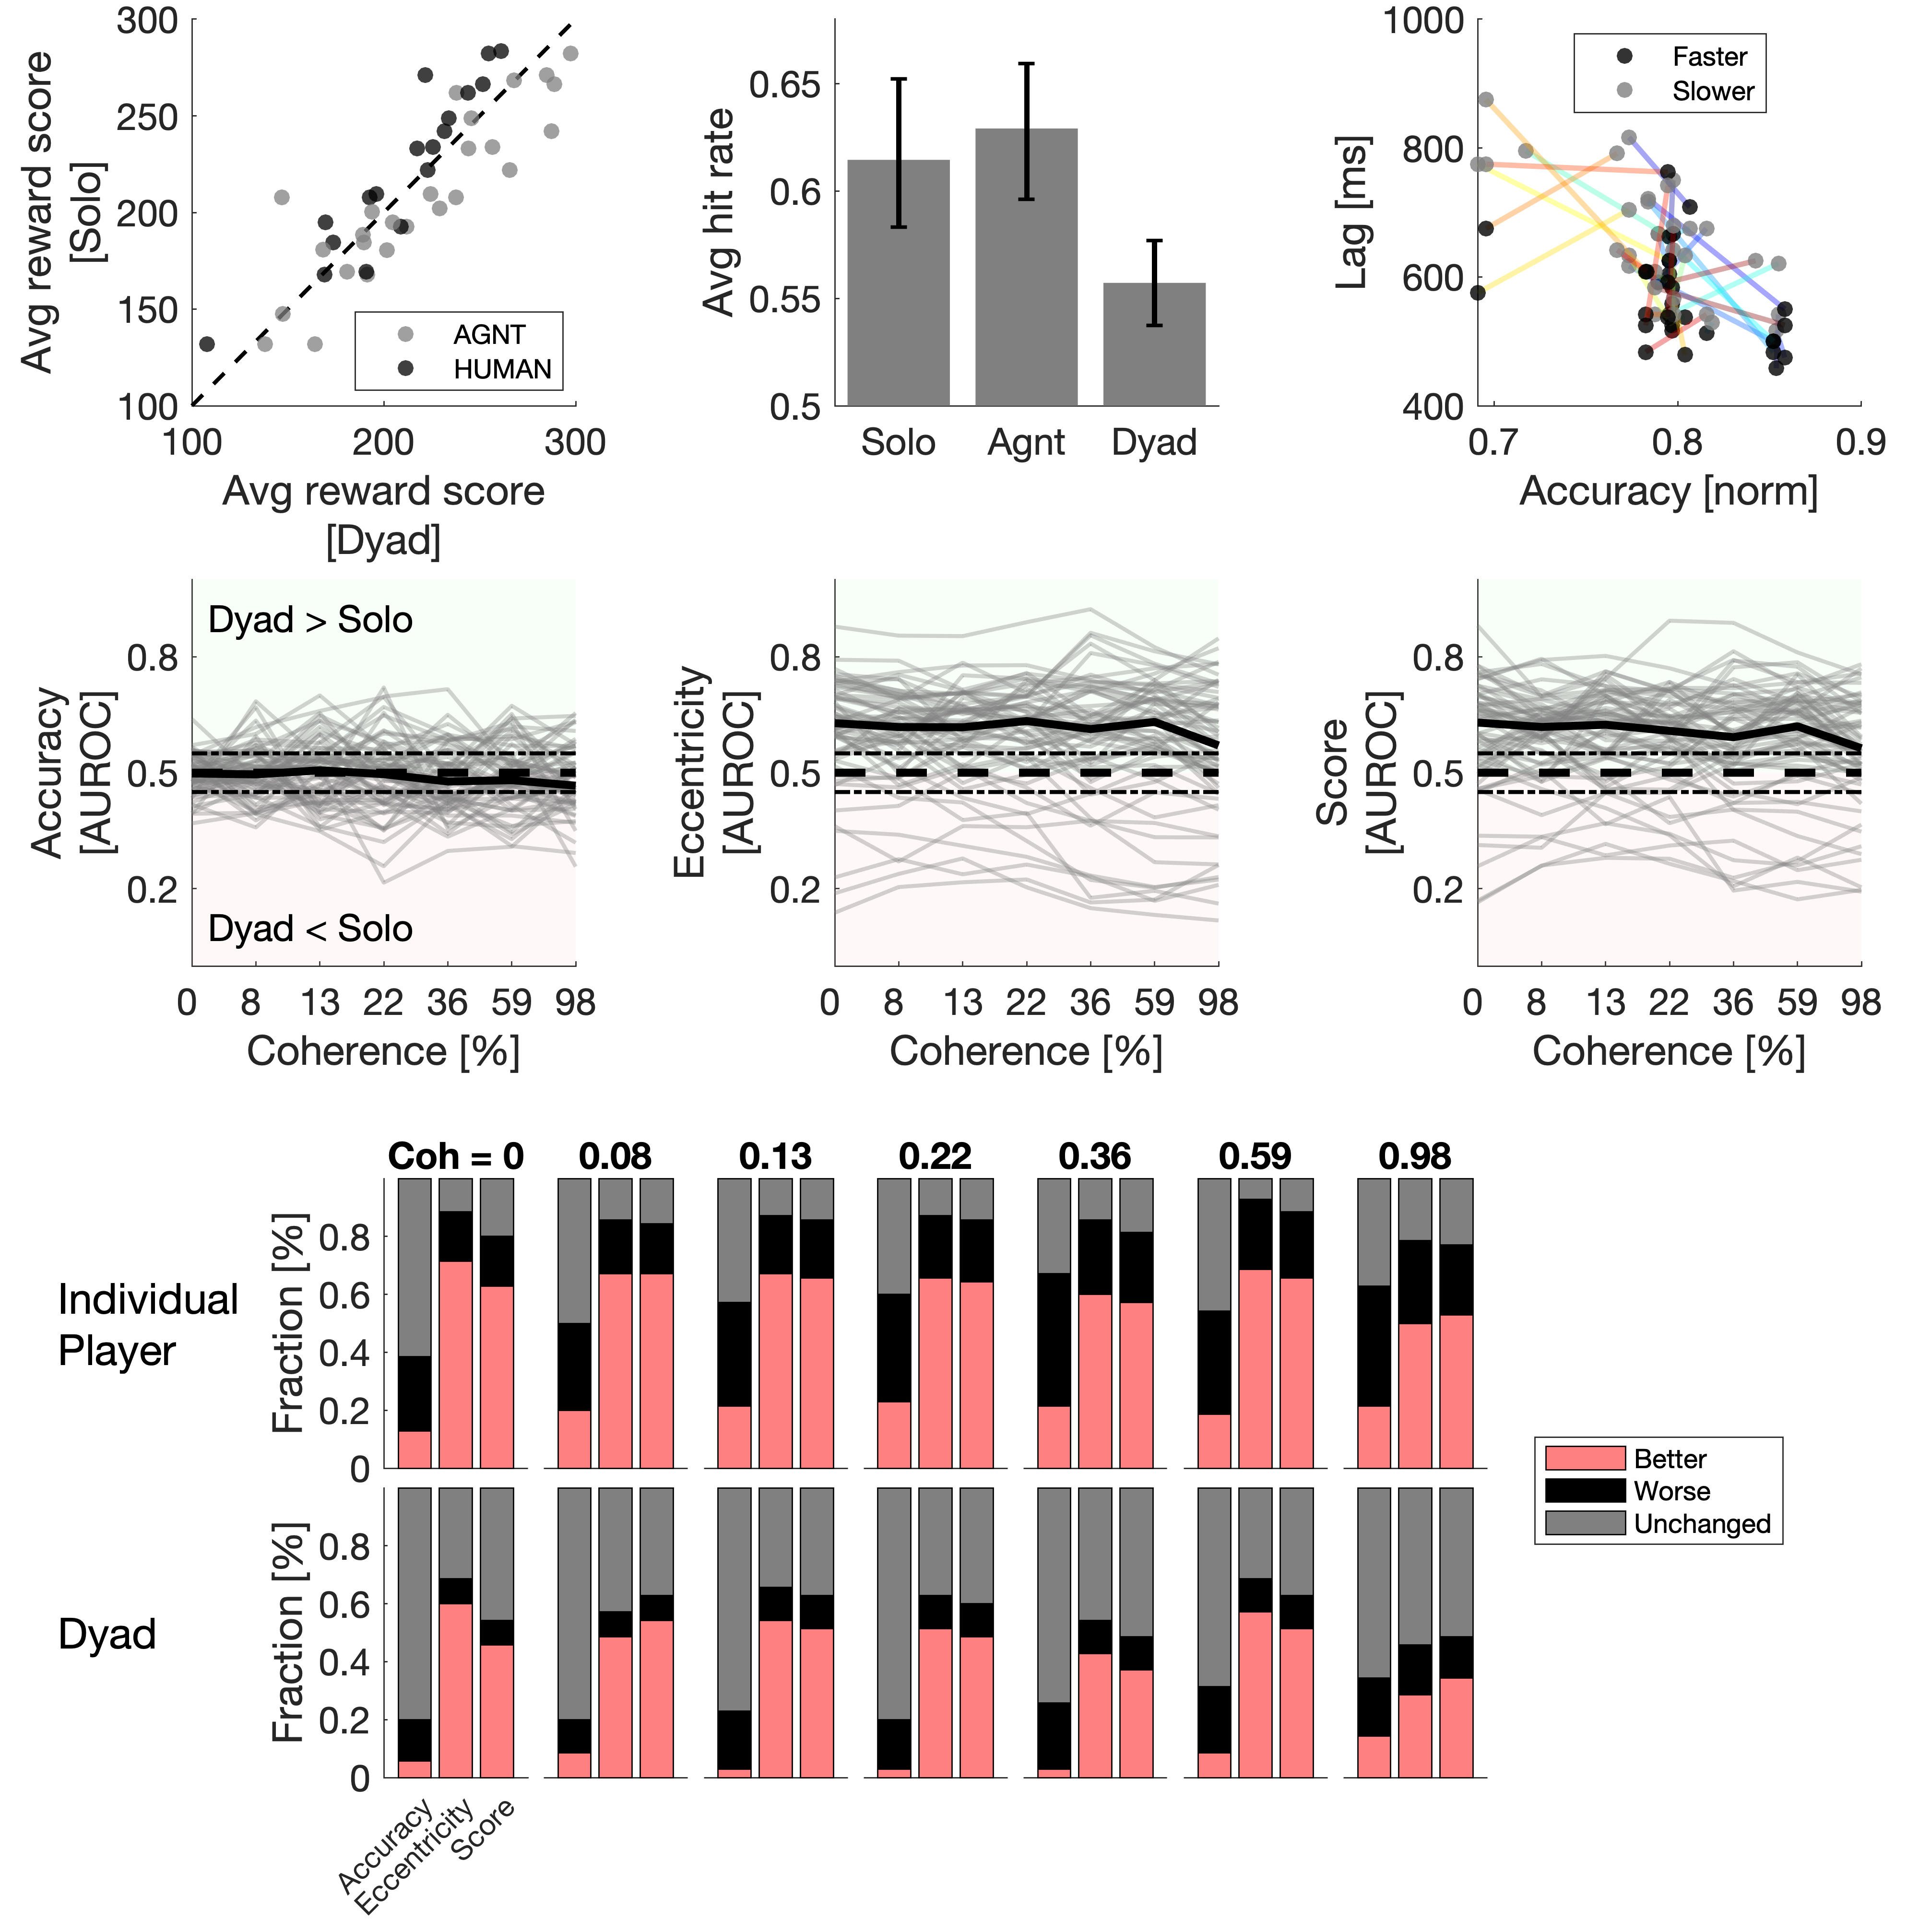 300
250
200
150
100
100
200
300
Avg reward score
[Solo]
Avg reward score
[Dyad]
AGNT
HUMAN
0.65
0.6
0.55
0.5
Avg hit rate
Solo
Agnt
Dyad
1000
800
600
400
Lag [ms]
0.7
0.8
0.9
Accuracy [norm]
Faster
Slower
Dyad > Solo
Dyad < Solo
0.8
0.5
0.2
Accuracy
[AUROC]
0 8 13 22 36 59 98
Coherence [%]
0.8
0.5
0.2
Eccentricity
[AUROC]
0 8 13 22 36 59 98
Coherence [%]
0.8
0.5
0.2
Score
[AUROC]
0 8 13 22 36 59 98
Coherence [%]
Coh = 0 0.08 0.13 0.22 0.36 0.59 0.98
Individual
Player
Fraction [%]
0.8
0.6
0.4
0.2
0
Better
Worse
Unchanged
Dyad
Fraction [%]
0.8
0.6
0.4
0.2
0
Accuracy
Eccentricity
Score